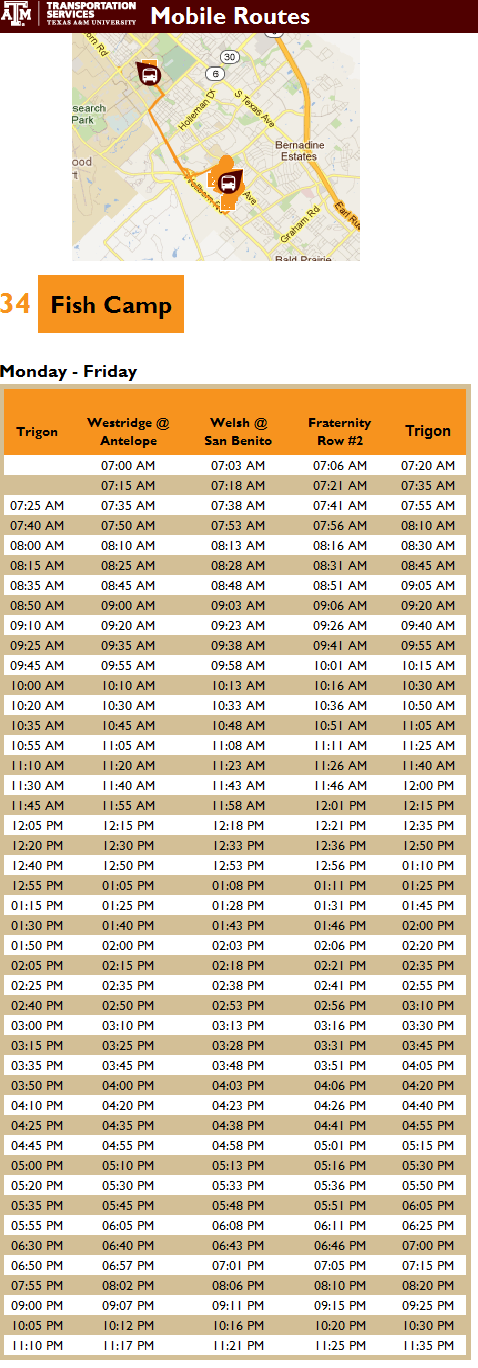 TRANSPORTATION
SERVICES
TEXAS A&M UNIVERSITY
Mobile Routes
30
6
Holleman Dr
S Texas Ave
search
Park
Bernadine
Estates
ood
rt
Ave
Graham Rd
Bald Prairie
34 Fish Camp
Monday - Friday
Trigon Westridge @ Antelope Welsh @ San Benito Fraternity Row #2 Trigon
07:00 AM 07:03 AM 07:06 AM 07:20 AM
07:15 AM 07:18 AM 07:21 AM 07:35 AM
07:25 AM 07:35 AM 07:38 AM 07:41 AM 07:55 AM
07:40 AM 07:50 AM 07:53 AM 07:56 AM 08:10 AM
08:00 AM 08:10 AM 08:13 AM 08:16 AM 08:30 AM
08:15 AM 08:25 AM 08:28 AM 08:31 AM 08:45 AM
08:35 AM 08:45 AM 08:48 AM 08:51 AM 09:05 AM
08:50 AM 09:00 AM 09:03 AM 09:06 AM 09:20 AM
09:10 AM 09:20 AM 09:23 AM 09:26 AM 09:40 AM
09:25 AM 09:35 AM 09:38 AM 09:41 AM 09:55 AM
09:45 AM 09:55 AM 09:58 AM 10:01 AM 10:15 AM
10:00 AM 10:10 AM 10:13 AM 10:16 AM 10:30 AM
10:20 AM 10:30 AM 10:33 AM 10:36 AM 10:50 AM
10:35 AM 10:45 AM 10:48 AM 10:51 AM 11:05 AM
10:55 AM 11:05 AM 11:08 AM 11:11 AM 11:25 AM
11:10 AM 11:20 AM 11:23 AM 11:26 AM 11:40 AM
11:30 AM 11:40 AM 11:43 AM 11:46 AM 12:00 PM
11:45 AM 11:55 AM 11:58 AM 12:01 PM 12:15 PM
12:05 PM 12:15 PM 12:18 PM 12:21 PM 12:35 PM
12:20 PM 12:30 PM 12:33 PM 12:36 PM 12:50 PM
12:40 PM 12:50 PM 12:53 PM 12:56 PM 01:10 PM
12:55 PM 01:05 PM 01:08 PM 01:11 PM 01:25 PM
01:15 PM 01:25 PM 01:28 PM 01:31 PM 01:45 PM
01:30 PM 01:40 PM 01:43 PM 01:46 PM 02:00 PM
01:50 PM 02:00 PM 02:03 PM 02:06 PM 02:20 PM
02:05 PM 02:15 PM 02:18 PM 02:21 PM 02:35 PM
02:25 PM 02:35 PM 02:38 PM 02:41 PM 02:55 PM
02:40 PM 02:50 PM 02:53 PM 02:56 PM 03:10 PM
03:00 PM 03:10 PM 03:13 PM 03:16 PM 03:30 PM
03:15 PM 03:25 PM 03:28 PM 03:31 PM 03:45 PM
03:35 PM 03:45 PM 03:48 PM 03:51 PM 04:05 PM
03:50 PM 04:00 PM 04:03 PM 04:06 PM 04:20 PM
04:10 PM 04:20 PM 04:23 PM 04:26 PM 04:40 PM
04:25 PM 04:35 PM 04:38 PM 04:41 PM 04:55 PM
04:45 PM 04:55 PM 04:58 PM 05:01 PM 05:15 PM
05:00 PM 05:10 PM 05:13 PM 05:16 PM 05:30 PM
05:20 PM 05:30 PM 05:33 PM 05:36 PM 05:50 PM
05:35 PM 05:45 PM 05:48 PM 05:51 PM 06:05 PM
05:55 PM 06:05 PM 06:08 PM 06:11 PM 06:25 PM
06:30 PM 06:40 PM 06:43 PM 06:46 PM 07:00 PM
06:50 PM 06:57 PM 07:01 PM 07:05 PM 07:15 PM
07:55 PM 08:02 PM 08:06 PM 08:10 PM 08:20 PM
09:00 PM 09:07 PM 09:11 PM 09:15 PM 09:25 PM
10:05 PM 10:12 PM 10:16 PM 10:20 PM 10:30 PM
11:10 PM 11:17 PM 11:21 PM 11:25 PM 11:35 PM